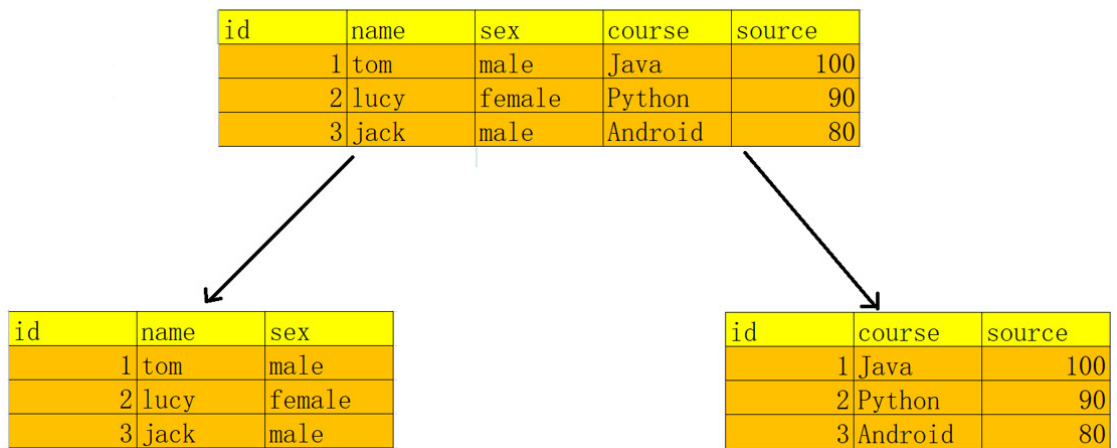 id name sex course source
1 tom male Java 100
2 lucy female Python 90
3 jack male Android 80
id name sex
1 tom male
2 lucy female
3 jack male
id course source
1 Java 100
2 Python 90
3 Android 80